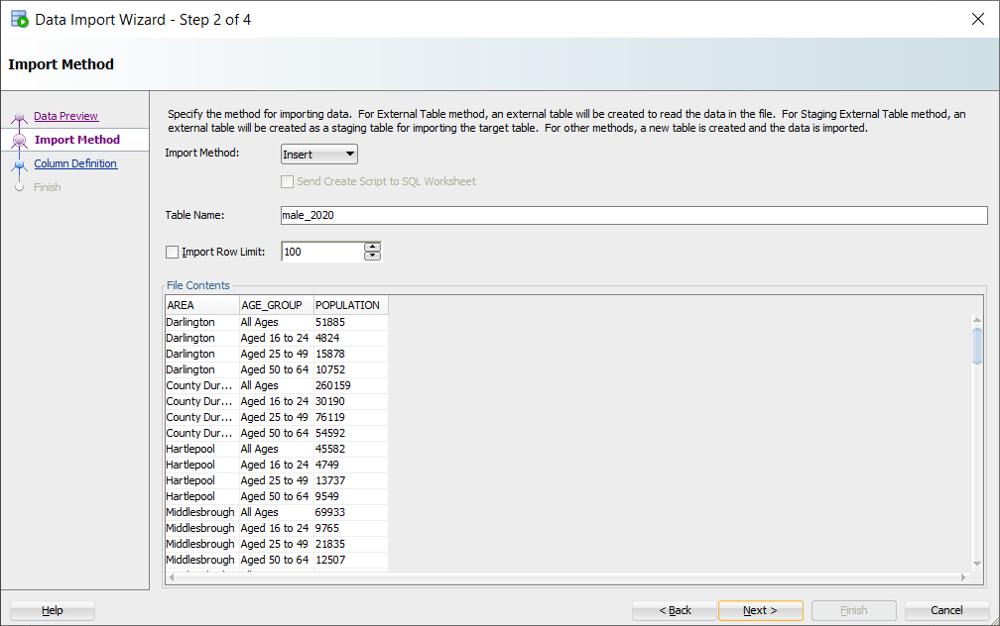 Data Import Wizard - Step 2 of 4
Import Method
Data Preview
Import Method
Column Definition
Finish
Specify the method for importing data. For External Table method, an external table will be created to read the data in the file. For Staging External Table method, an
external table will be created as a staging table for importing the target table. For other methods, a new table is created and the data is imported.
Import Method: Insert
Send Create Script to SQL Worksheet
Table Name: male_2020
Import Row Limit: 100
File Contents
AREA AGE_GROUP POPULATION
Darlington All Ages 51885
Darlington Aged 16 to 24 4824
Darlington Aged 25 to 49 15878
Darlington Aged 50 to 64 10752
County Dur... All Ages 260159
County Dur... Aged 16 to 24 30190
County Dur... Aged 25 to 49 76119
County Dur... Aged 50 to 64 54592
Hartlepool All Ages 45582
Hartlepool Aged 16 to 24 4749
Hartlepool Aged 25 to 49 13737
Hartlepool Aged 50 to 64 9549
Middlesbrough All Ages 69933
Middlesbrough Aged 16 to 24 9765
Middlesbrough Aged 25 to 49 21835
Middlesbrough Aged 50 to 64 12507
Help < Back Next > Finish Cancel